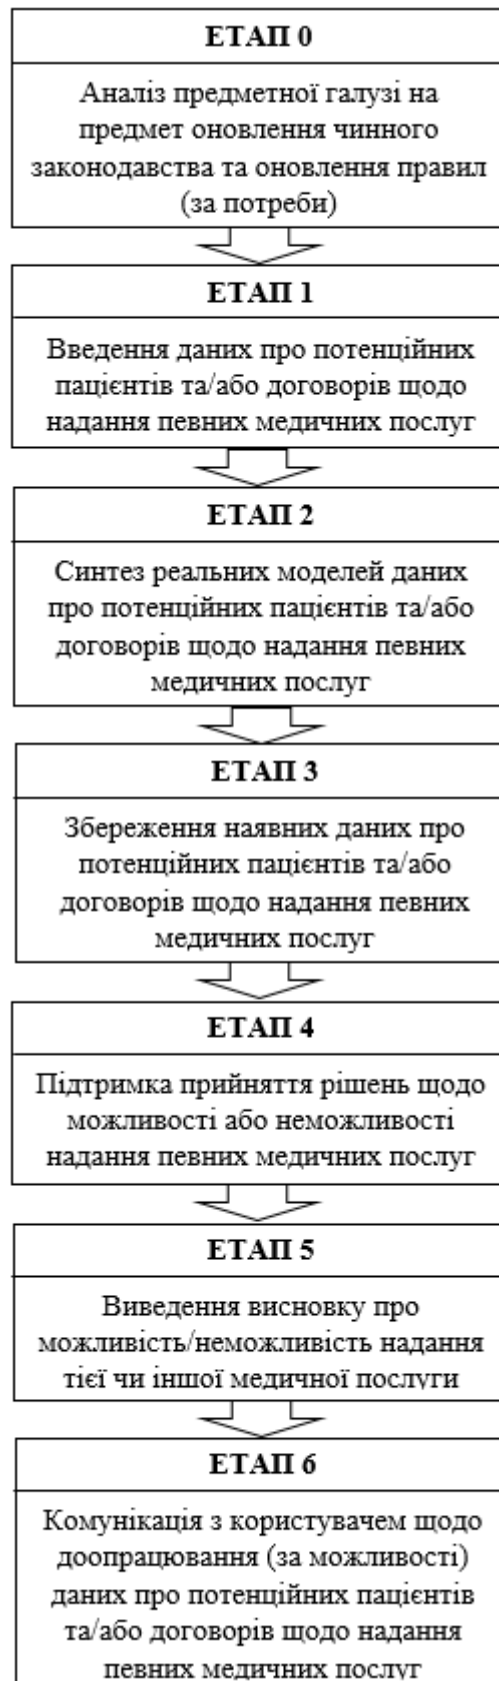 ЕТАП 0
Аналіз предметної галузі на
предмет оновлення чинного
законодавства та оновлення правил
(за потреби)
ЕТАП 1
Введення даних про потенційних
пацієнтів та/або договорів щодо
надання певних медичних послуг
ЕТАП 2
Синтез реальних моделей даних
про потенційних пацієнтів та/або
договорів щодо надання певних
медичних послуг
ЕТАП 3
Збереження наявних даних про
потенційних пацієнтів та/або
договорів щодо надання певних
медичних послуг
ЕТАП 4
Підтримка прийняття рішень щодо
можливості або неможливості
надання певних медичних послуг
ЕТАП 5
Виведення висновку про
можливість/неможливість надання
тієї чи іншої медичної послуги
ЕТАП 6
Комунікація з користувачем щодо
доопрацювання (за можливості)
даних про потенційних пацієнтів
та/або договорів щодо надання
певних медичних послуг